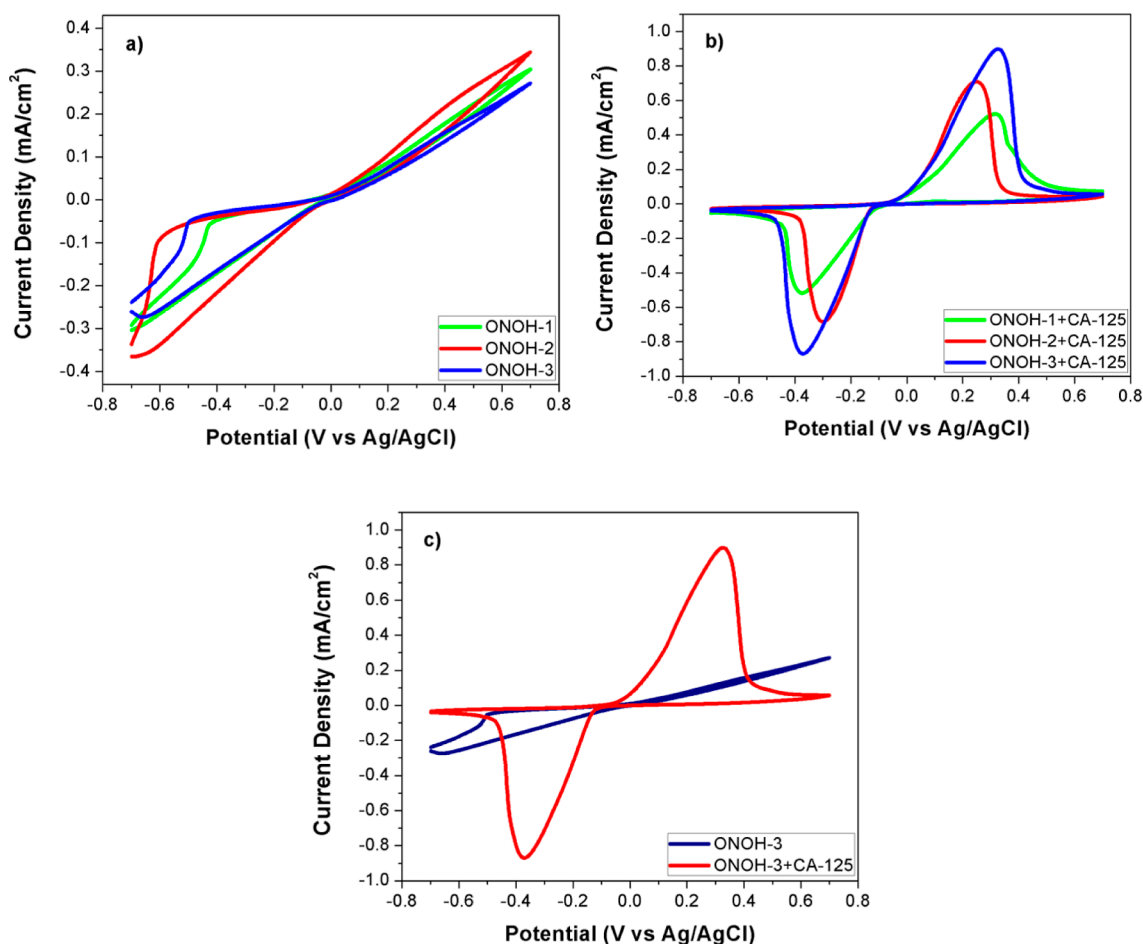 a)
Current Density (mA/cm²)
0.4
0.3
0.2
0.1
0.0
-0.1
-0.2
-0.3
-0.4
-0.8 -0.6 -0.4 -0.2 0.0 0.2 0.4 0.6 0.8
Potential (V vs Ag/AgCl)
ONOH-1
ONOH-2
ONOH-3
b)
Current Density (mA/cm²)
1.0
0.8
0.6
0.4
0.2
0.0
-0.2
-0.4
-0.6
-0.8
-1.0
-0.8 -0.6 -0.4 -0.2 0.0 0.2 0.4 0.6 0.8
Potential (V vs Ag/AgCl)
ONOH-1+CA-125
ONOH-2+CA-125
ONOH-3+CA-125
c)
Current Density (mA/cm²)
1.0
0.8
0.6
0.4
0.2
0.0
-0.2
-0.4
-0.6
-0.8
-1.0
-0.8 -0.6 -0.4 -0.2 0.0 0.2 0.4 0.6 0.8
Potential (V vs Ag/AgCl)
ONOH-3
ONOH-3+CA-125